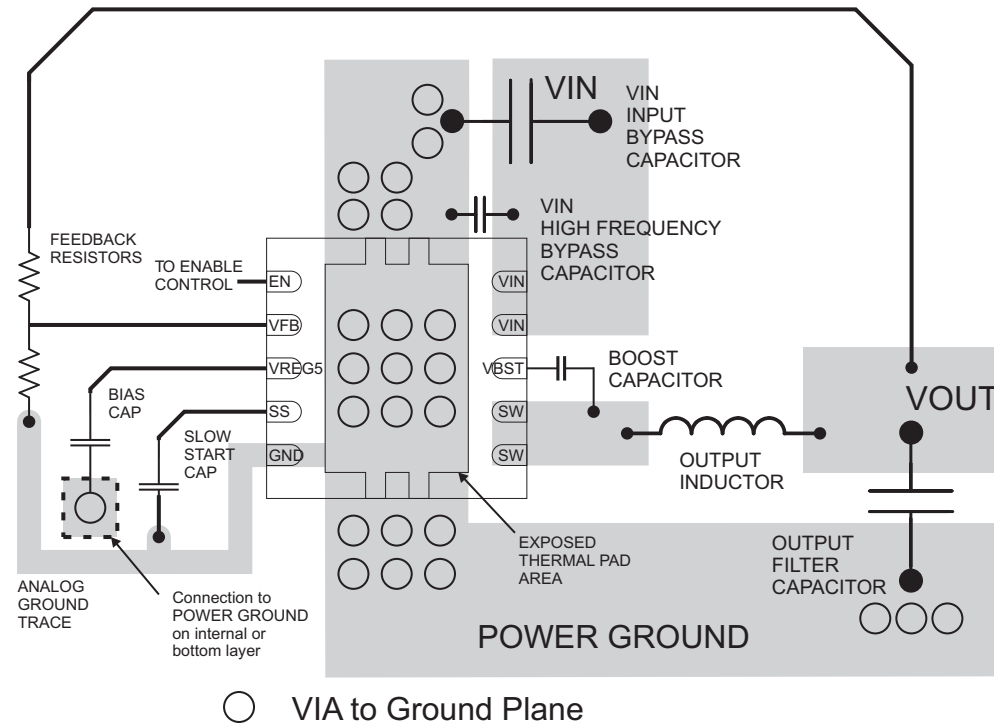 VIN
VIN
INPUT
BYPASS
CAPACITOR
VIN
HIGH FREQUENCY
BYPASS
CAPACITOR
FEEDBACK
RESISTORS
TO ENABLE
CONTROL
EN
VFB
VREG5
SS
GND
VIN
VIN
VBST
SW
SW
BOOST
CAPACITOR
VOUT
BIAS
CAP
SLOW
START
CAP
OUTPUT
INDUCTOR
EXPOSED
THERMAL PAD
AREA
OUTPUT
FILTER
CAPACITOR
ANALOG
GROUND
TRACE
Connection to
POWER GROUND
on internal or
bottom layer
POWER GROUND
VIA to Ground Plane